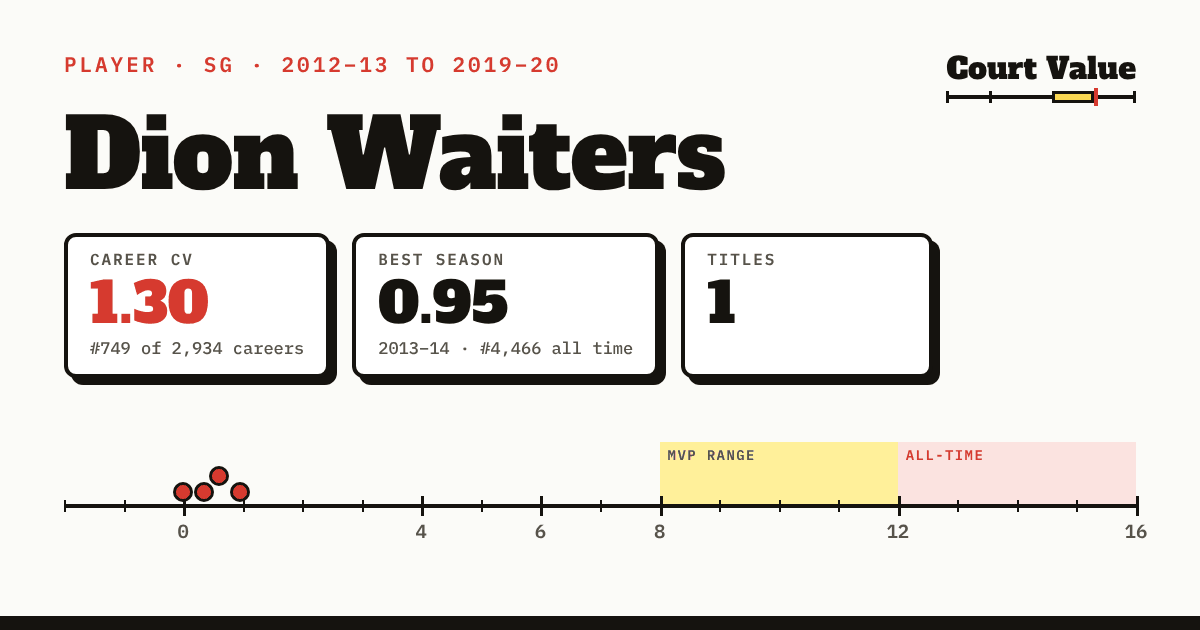 PLAYER · SG · 2012–13 TO 2019–20
Court Value
Dion Waiters
CAREER CV
1.30
#749 of 2,934 careers
BEST SEASON
0.95
2013–14 · #4,466 all time
TITLES
1
MVP RANGE
ALL-TIME
0
4
6
8
12
16